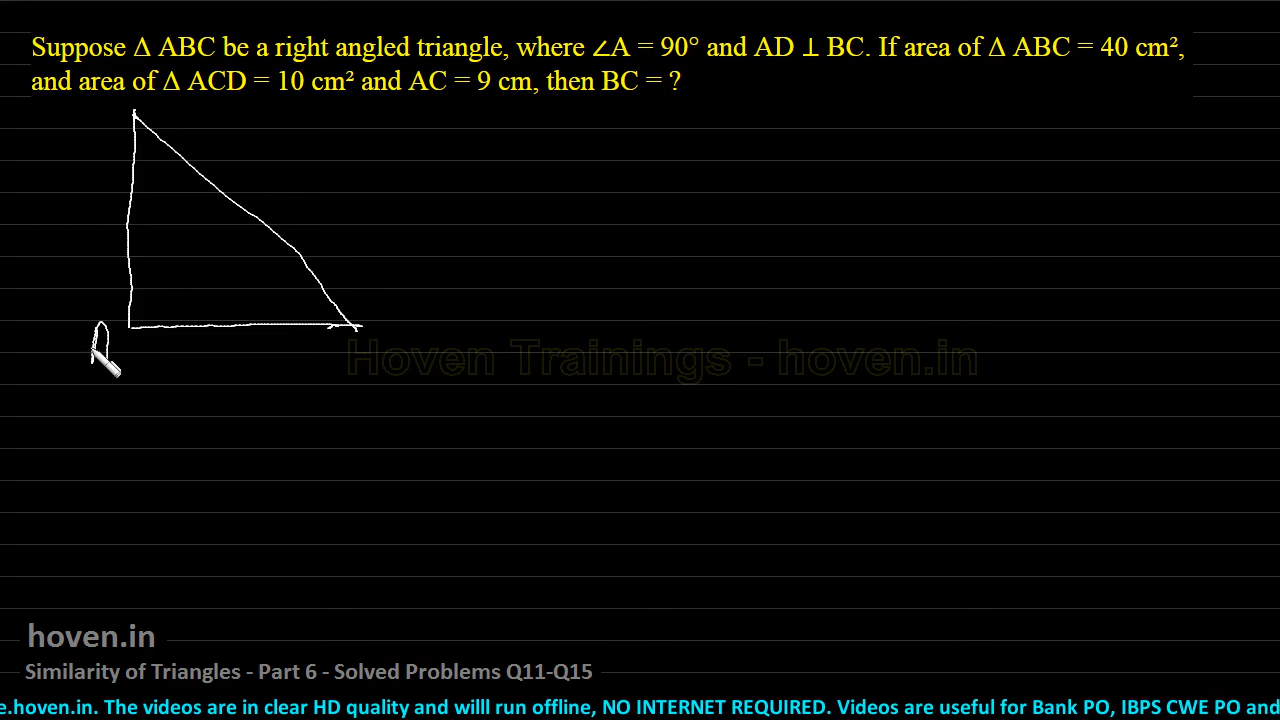 Suppose Δ ABC be a right angled triangle, where ∠A = 90° and AD ⊥ BC. If area of Δ ABC = 40 cm²,
and area of Δ ACD = 10 cm² and AC = 9 cm, then BC = ?
Hoven Trainings - hoven.in
hoven.in
Similarity of Triangles - Part 6 - Solved Problems Q11-Q15
e.hoven.in. The videos are in clear HD quality and willl run offline, NO INTERNET REQUIRED. Videos are useful for Bank PO, IBPS CWE PO and